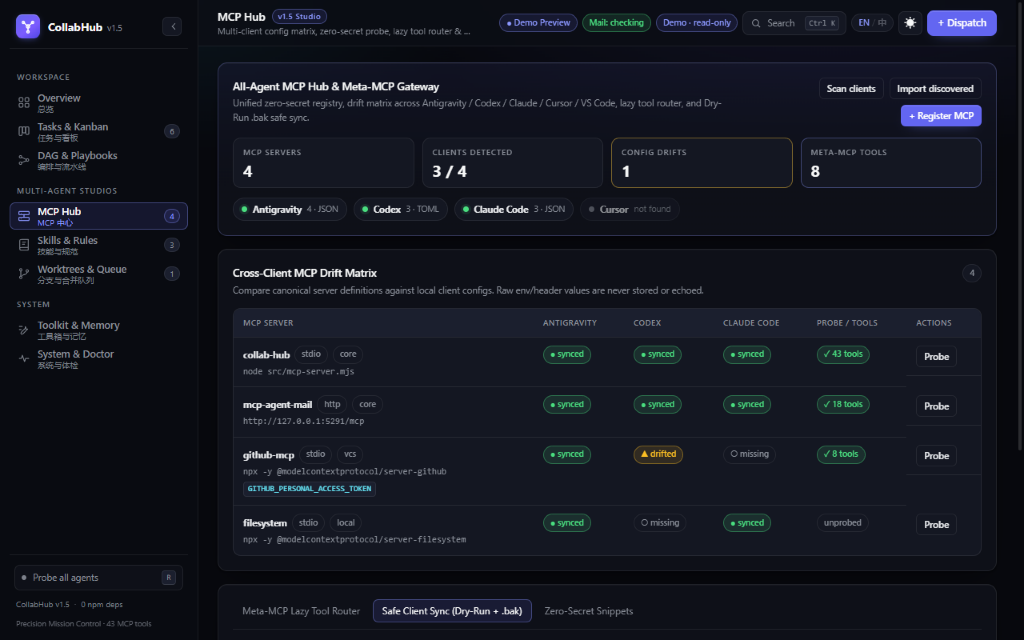 CollabHub v1.5
WORKSPACE
Overview
总览
Tasks & Kanban
任务与看板
6
DAG & Playbooks
编排与流水线
MULTI-AGENT STUDIOS
MCP Hub
MCP 中心
4
Skills & Rules
技能与规范
3
Worktrees & Queue
分支与合并队列
1
SYSTEM
Toolkit & Memory
工具箱与记忆
System & Doctor
系统与体检
Probe all agents R
CollabHub v1.5 · 0 npm deps
Precision Mission Control · 43 MCP tools
MCP Hub v1.5 Studio
Multi-client config matrix, zero-secret probe, lazy tool router & ...
Demo Preview
Mail: checking
Demo · read-only
Search Ctrl K
EN / 中
+ Dispatch
All-Agent MCP Hub & Meta-MCP Gateway
Unified zero-secret registry, drift matrix across Antigravity / Codex / Claude / Cursor / VS Code, lazy tool router, and Dry-
Run .bak safe sync.
Scan clients
Import discovered
+ Register MCP
MCP SERVERS
4
CLIENTS DETECTED
3 / 4
CONFIG DRIFTS
1
META-MCP TOOLS
8
Antigravity 4 · JSON
Codex 3 · TOML
Claude Code 3 · JSON
Cursor not found
Cross-Client MCP Drift Matrix
4
Compare canonical server definitions against local client configs. Raw env/header values are never stored or echoed.
MCP SERVER ANTIGRAVITY CODEX CLAUDE CODE PROBE / TOOLS ACTIONS
collab-hub stdio core synced synced synced ✓ 43 tools Probe
node src/mcp-server.mjs
mcp-agent-mail http core synced synced synced ✓ 18 tools Probe
http://127.0.0.1:5291/mcp
github-mcp stdio vcs synced drifted missing ✓ 8 tools Probe
npx -y @modelcontextprotocol/server-github
GITHUB_PERSONAL_ACCESS_TOKEN
filesystem stdio local synced missing synced unprobed Probe
npx -y @modelcontextprotocol/server-filesystem
Meta-MCP Lazy Tool Router
Safe Client Sync (Dry-Run + .bak)
Zero-Secret Snippets